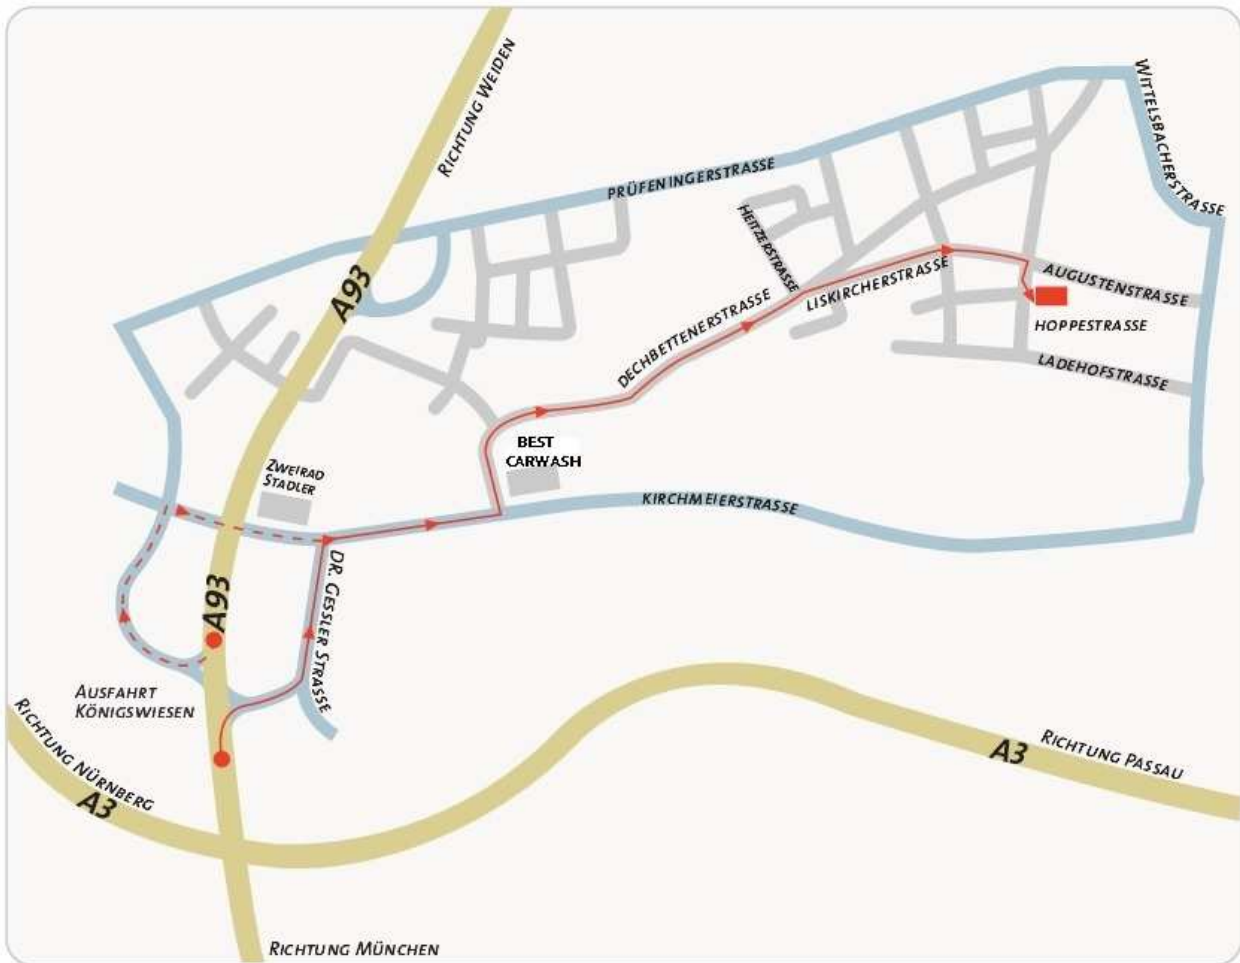 RICHTUNG WEIDEN
WITTELSBACHERSTRASSE
PRÜFENINGERSTRASSE
HEITZERSTRASSE
A93
LISKIRCHERSTRASSE
AUGUSTENSTRASSE
DECHBETTENERSTRASSE
HOPPESTRASSE
LADEHOFSTRASSE
BEST
CARWASH
ZWEIRAD
STADLER
KIRCHMEIERSTRASSE
A93
DR. GESSLER STRASSE
AUSFAHRT
KÖNIGSWIESEN
RICHTUNG NÜRNBERG
A3
A3
RICHTUNG PASSAU
RICHTUNG MÜNCHEN